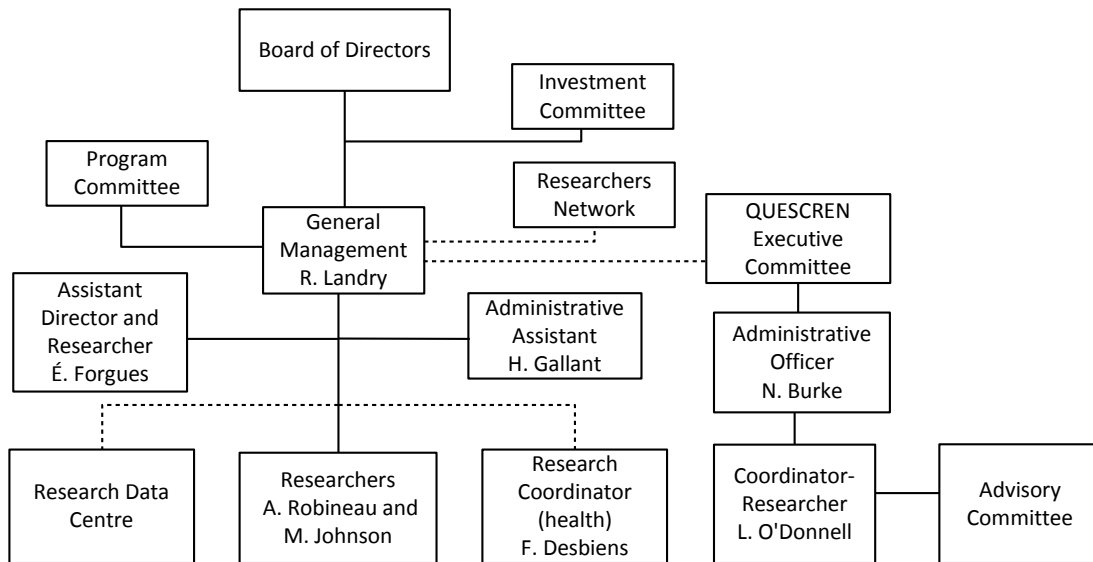 Board of Directors
Investment
Committee
Program
Committee
Researchers
Network
General
Management
R. Landry
QUESCREN
Executive
Committee
Assistant
Director and
Researcher
É. Forgues
Administrative
Assistant
H. Gallant
Administrative
Officer
N. Burke
Research Data
Centre
Researchers
A. Robineau and
M. Johnson
Research
Coordinator
(health)
F. Desbiens
Coordinator-
Researcher
L. O'Donnell
Advisory
Committee